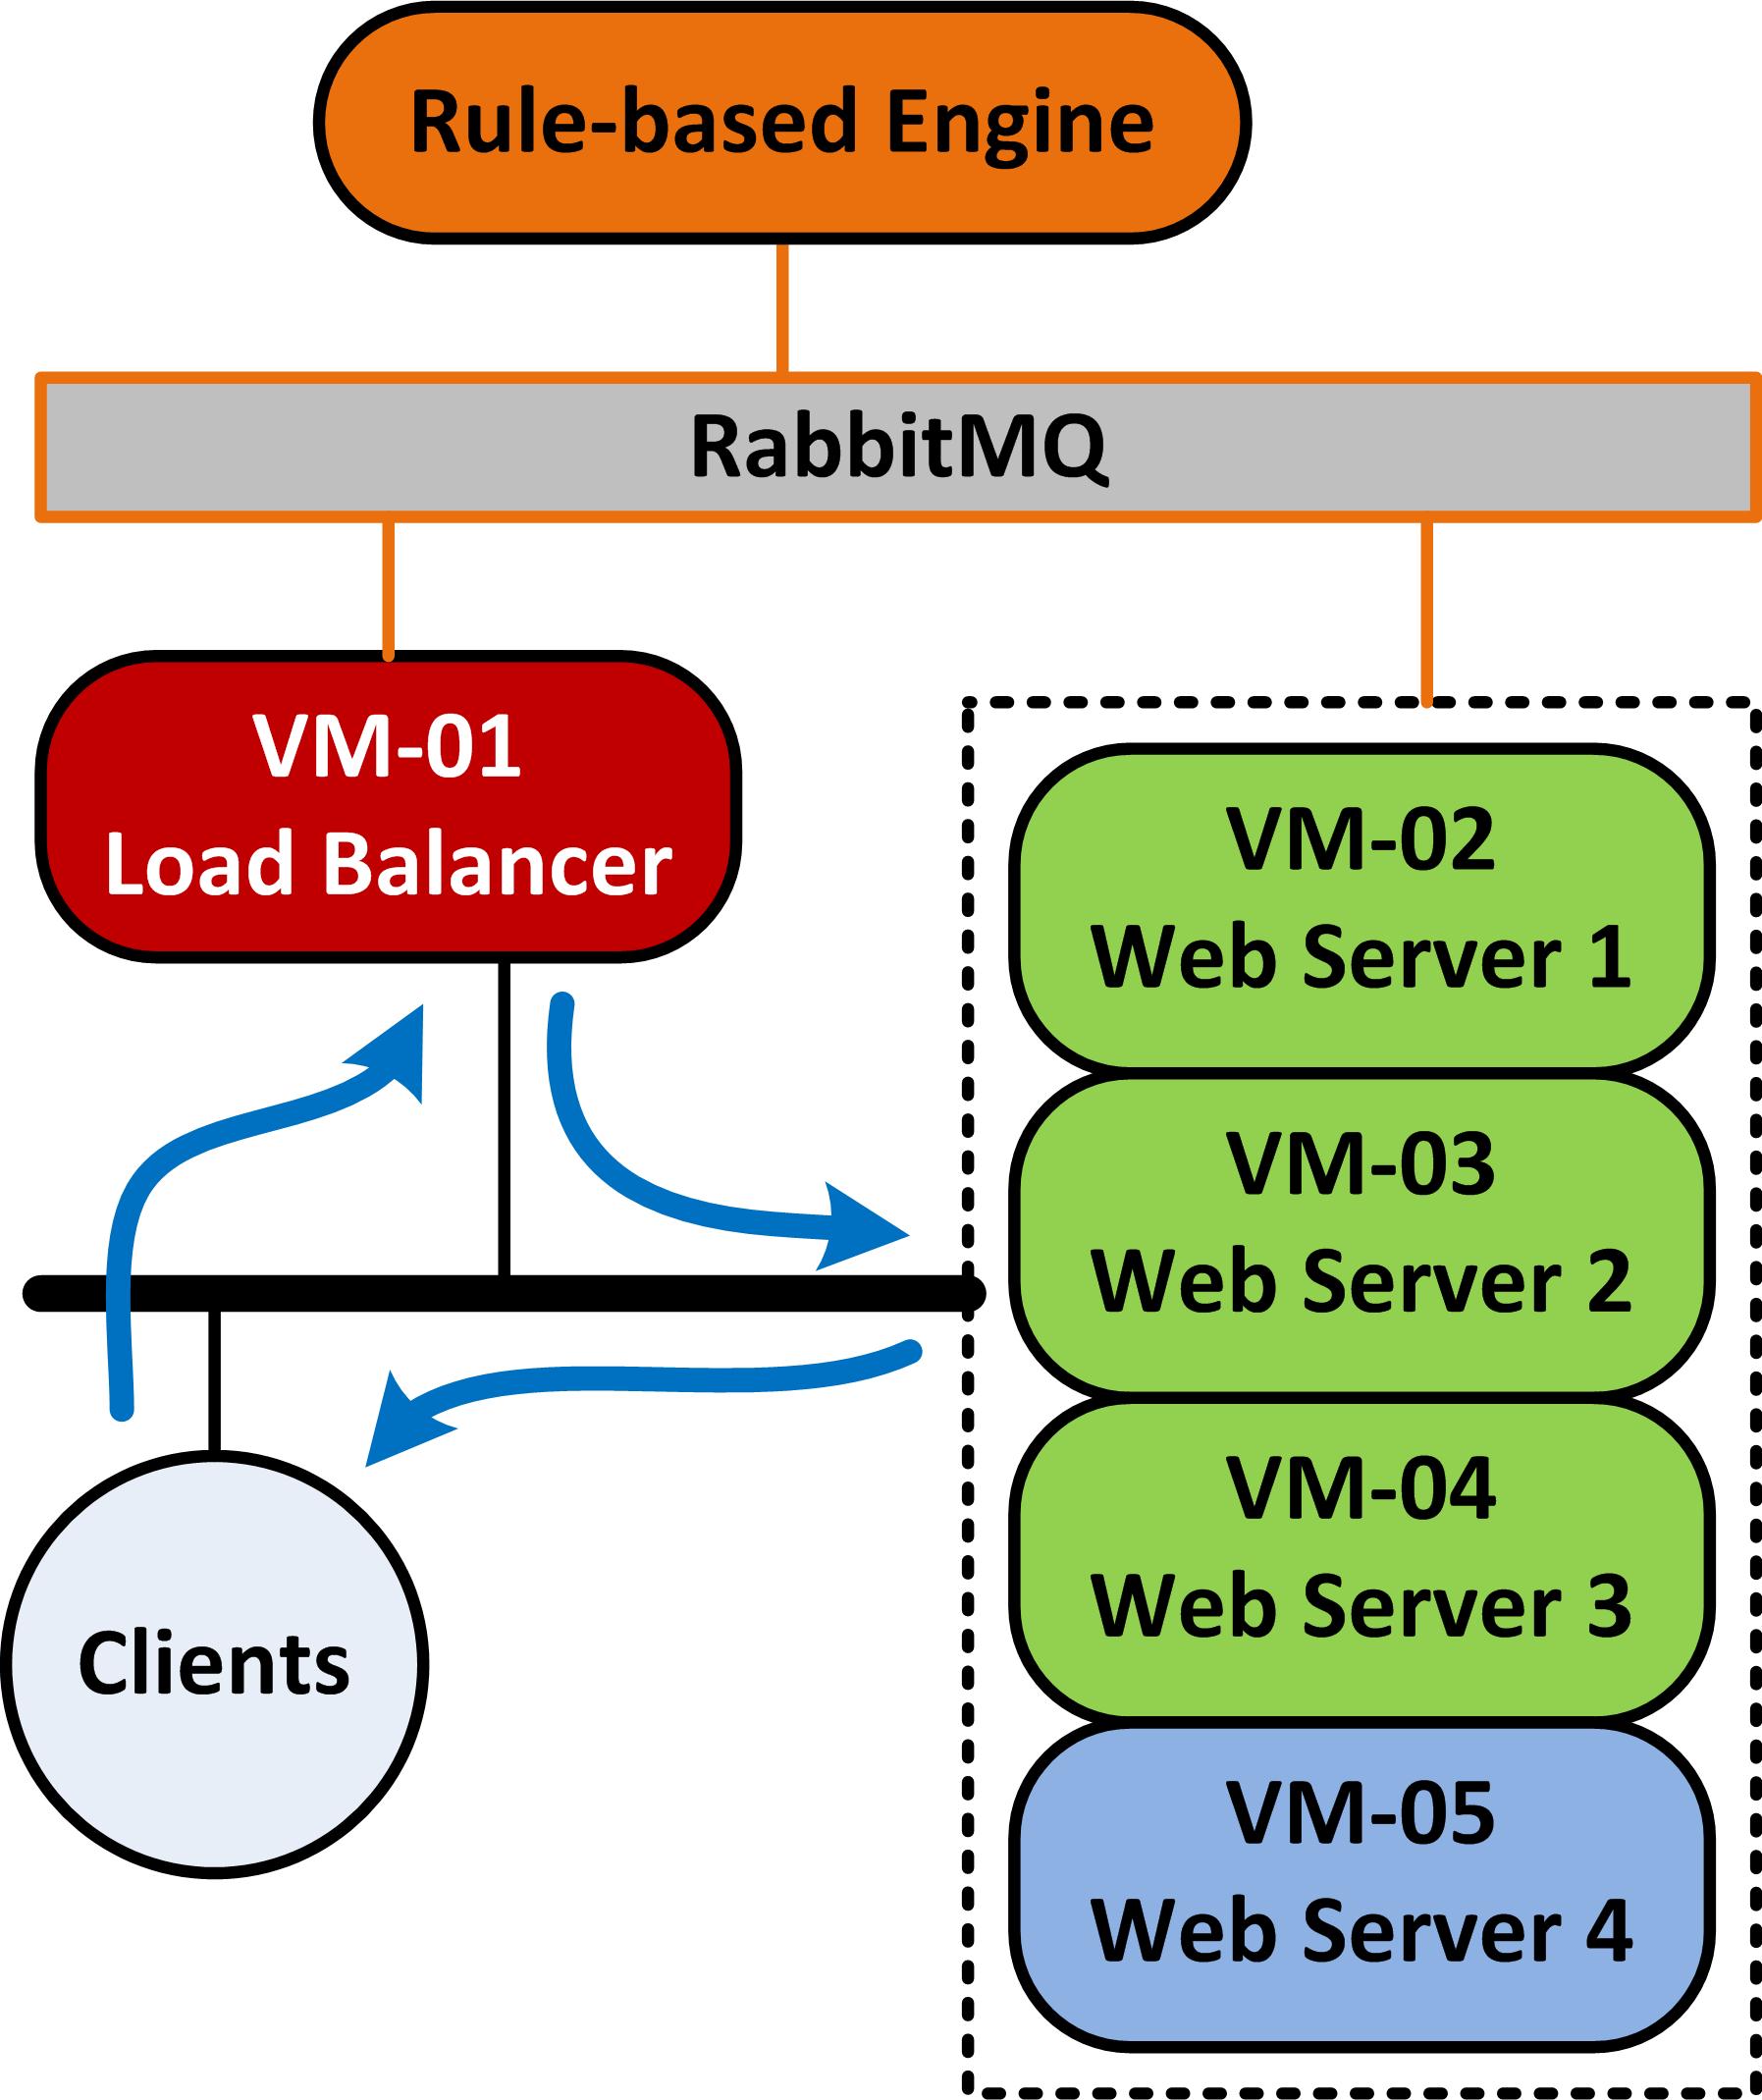 Rule-based Engine
RabbitMQ
VM-01
Load Balancer
VM-02
Web Server 1
VM-03
Web Server 2
VM-04
Web Server 3
VM-05
Web Server 4
Clients